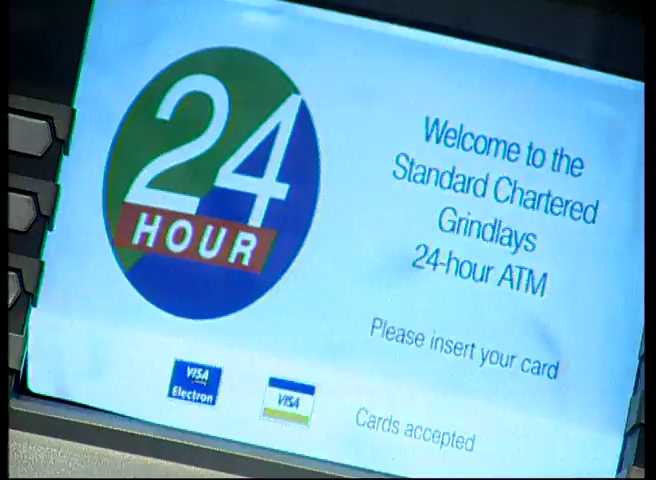 24
HOUR
Welcome to the
Standard Chartered
Grindlays
24-hour ATM
Please insert your card
VISA
Electron
VISA
Cards accepted